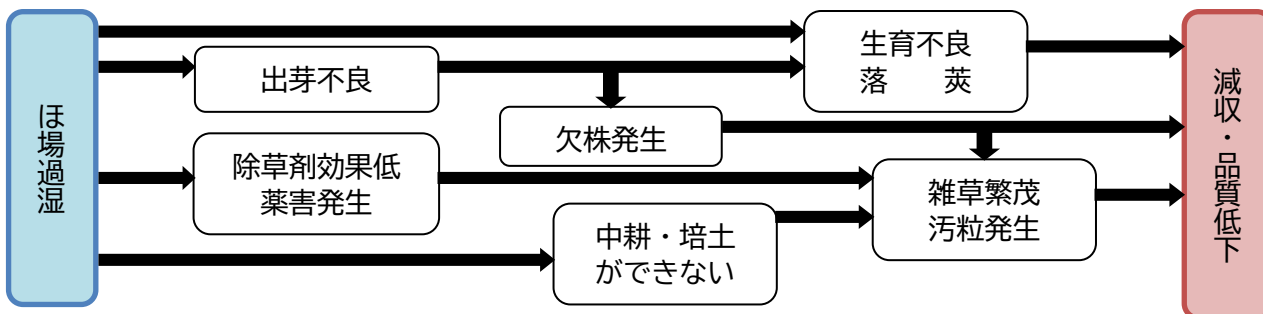 ほ場過湿
出芽不良
欠株発生
生育不良
落　　莢
除草剤効果低
薬害発生
中耕・培土
ができない
雑草繁茂
汚粒発生
減収・品質低下